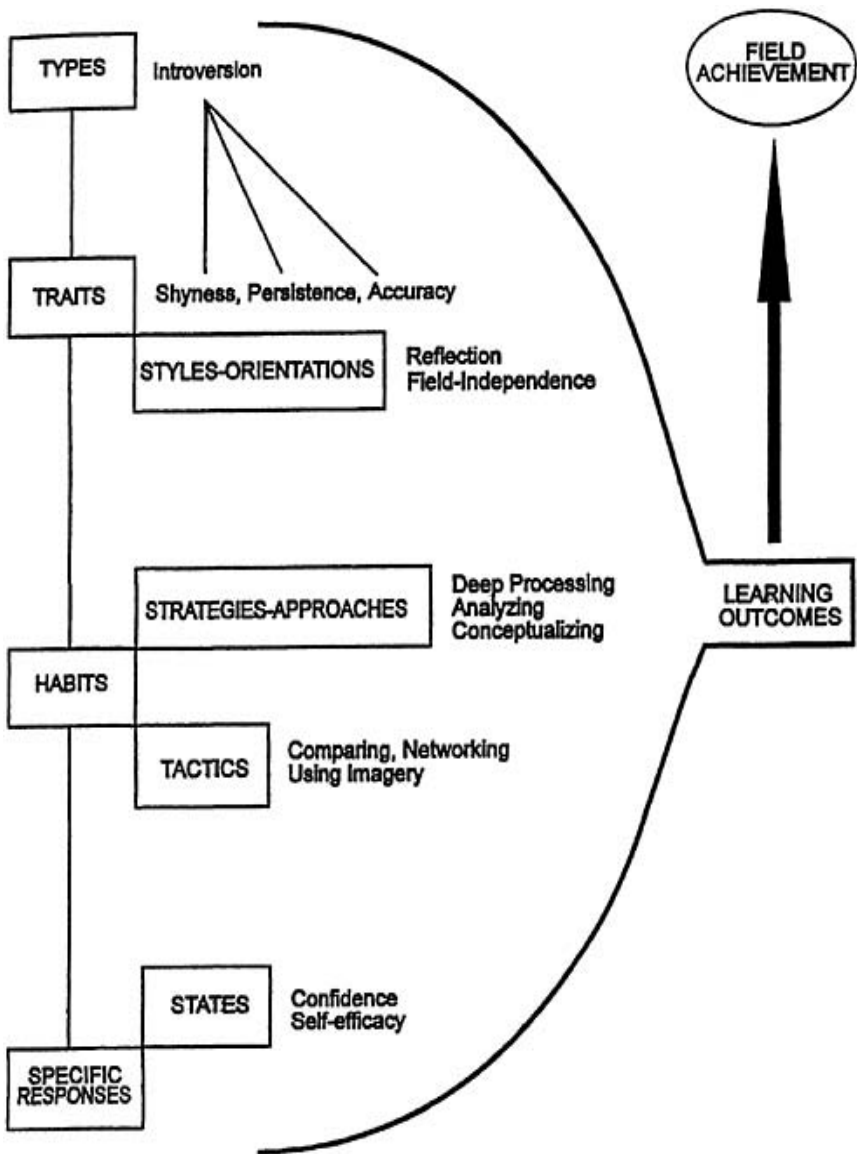 TYPES
Introversion
FIELD
ACHIEVEMENT
TRAITS
Shyness, Persistence, Accuracy
STYLES-ORIENTATIONS
Reflection
Field-Independence
STRATEGIES-APPROACHES
Deep Processing
Analyzing
Conceptualizing
LEARNING
OUTCOMES
HABITS
TACTICS
Comparing, Networking
Using Imagery
STATES
Confidence
Self-efficacy
SPECIFIC
RESPONSES